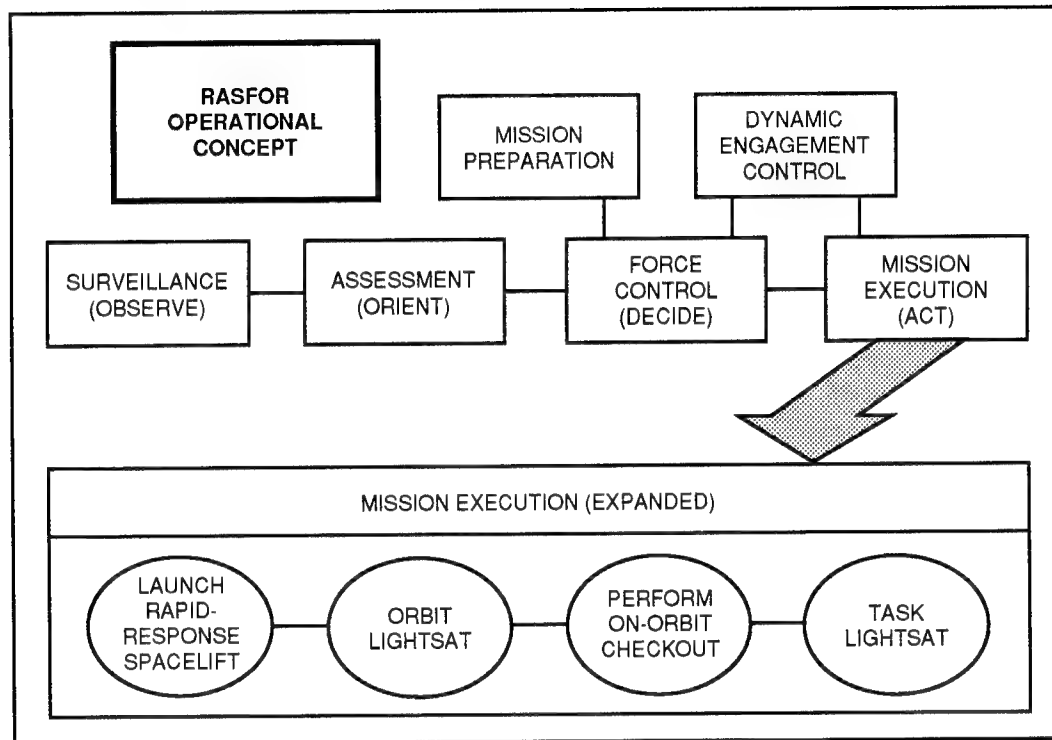 RASFOR
OPERATIONAL
CONCEPT
MISSION
PREPARATION
DYNAMIC
ENGAGEMENT
CONTROL
SURVEILLANCE
(OBSERVE)
ASSESSMENT
(ORIENT)
FORCE
CONTROL
(DECIDE)
MISSION
EXECUTION
(ACT)
MISSION EXECUTION (EXPANDED)
LAUNCH
RAPID-
RESPONSE
SPACELIFT
ORBIT
LIGHTSAT
PERFORM
ON-ORBIT
CHECKOUT
TASK
LIGHTSAT